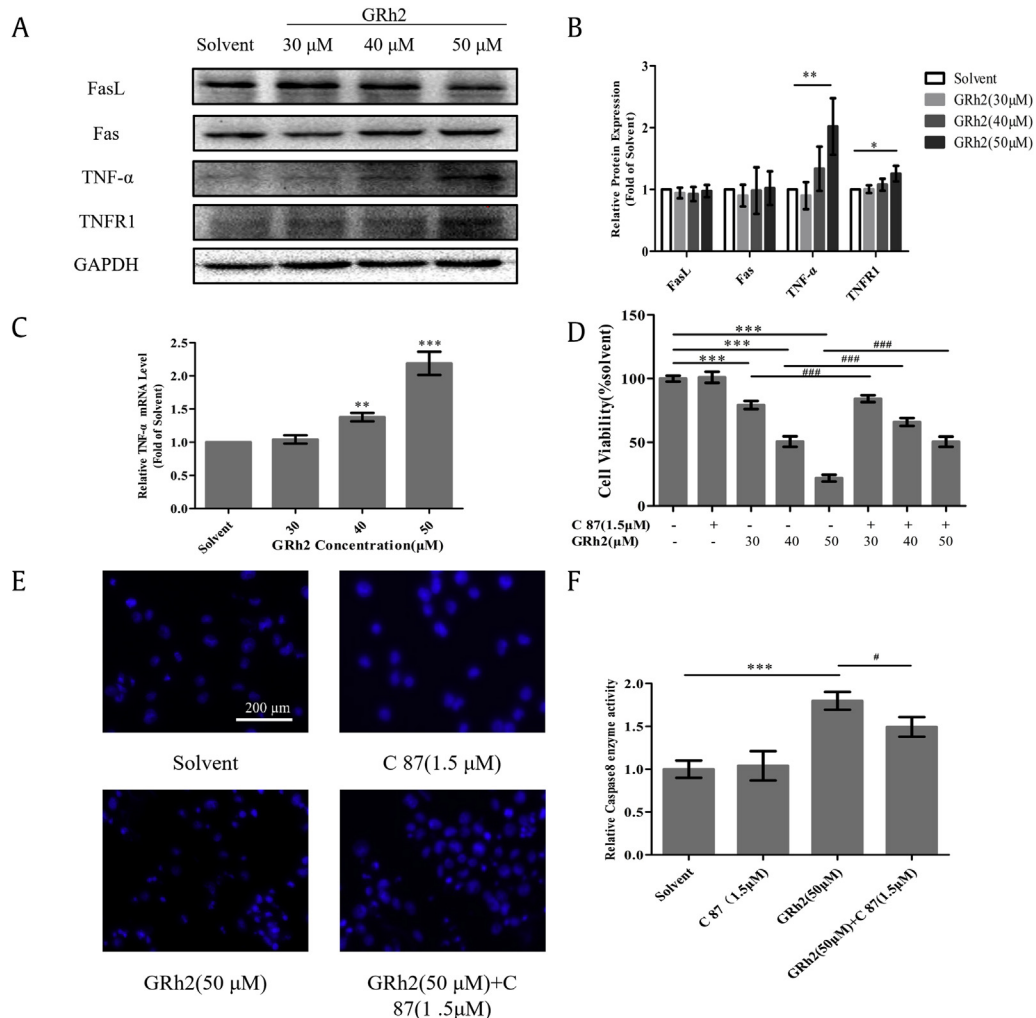 A
GRh2
Solvent 30 μM 40 μM 50 μM
FasL
Fas
TNF-α
TNFR1
GAPDH
B
Relative Protein Expression
(Fold of Solvent)
3
2
1
0
**
*
Solvent
GRh2(30μM)
GRh2(40μM)
GRh2(50μM)
FasL
Fas
TNF-α
TNFR1
C
Relative TNF-α mRNA Level
(Fold of Solvent)
2.5
2.0
1.5
1.0
0.5
0.0
**
***
Solvent
30
40
50
GRh2 Concentration(μM)
D
Cell Viability(%solvent)
150
100
50
0
***
***
***
###
###
###
C 87(1.5μM) - + - - - + + +
GRh2(μM) - - 30 40 50 30 40 50
E
200 μm
Solvent
C 87(1.5 μM)
GRh2(50 μM)
GRh2(50 μM)+C
87(1 .5μM)
F
Relative Caspase8 enzyme activity
2.0
1.5
1.0
0.5
0.0
***
#
Solvent
C 87（1.5μM)
GRh2(50μM)
GRh2(50μM)+C 87(1.5μM)